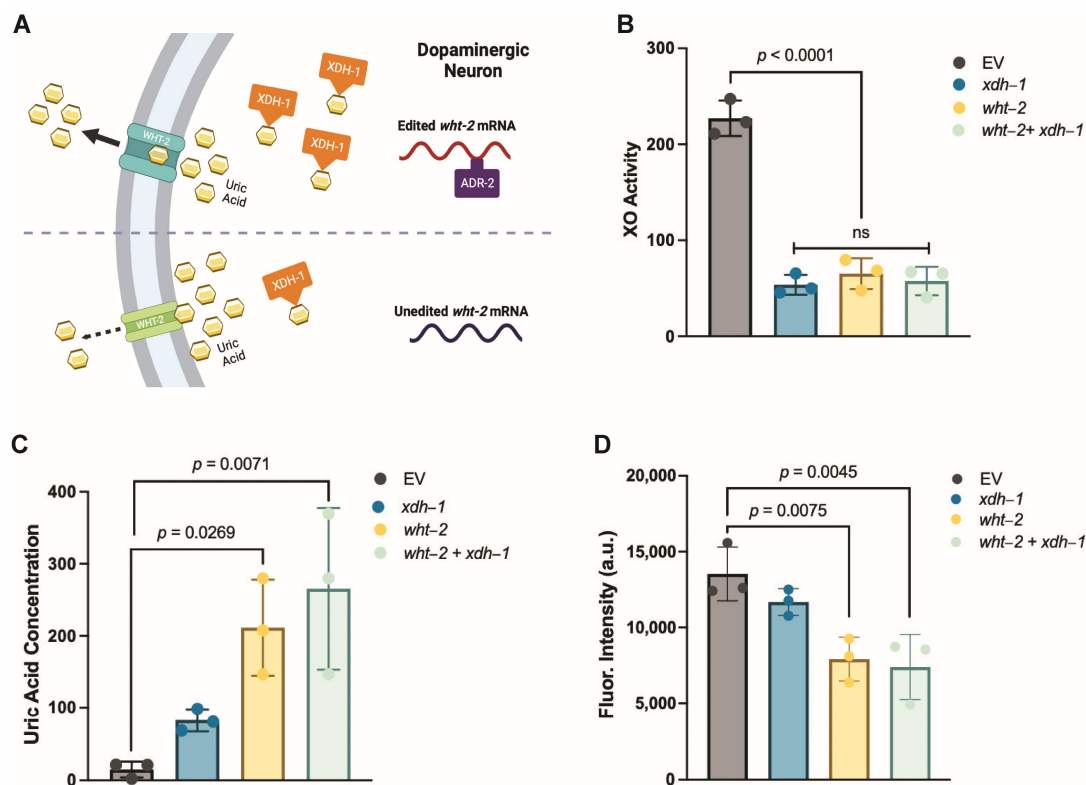 A
XDH-1
XDH-1
XDH-1
WHT-2
Uric
Acid
Dopaminergic
Neuron
Edited wht-2 mRNA
ADR-2
XDH-1
WHT-2
Uric
Acid
Unedited wht-2 mRNA
B
300
200
100
0
XO Activity
p < 0.0001
ns
EV
xdh–1
wht–2
wht–2+ xdh–1
C
400
300
200
100
0
Uric Acid Concentration
p = 0.0071
p = 0.0269
EV
xdh–1
wht–2
wht–2 + xdh–1
D
20,000
15,000
10,000
5,000
0
Fluor. Intensity (a.u.)
p = 0.0045
p = 0.0075
EV
xdh–1
wht–2
wht–2 + xdh–1